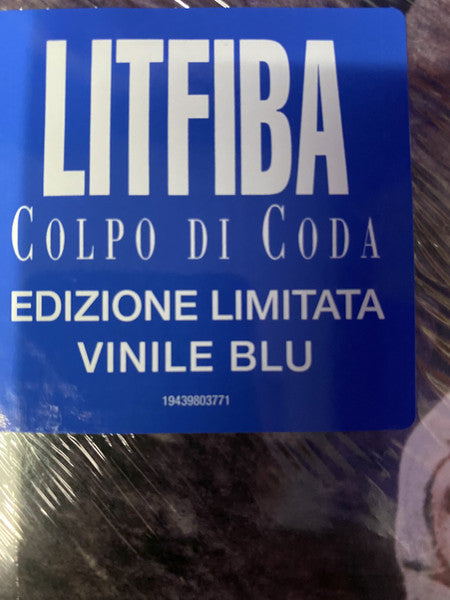 LITFIBA
COLPO DI CODA
EDIZIONE LIMITATA
VINILE BLU
19439803771